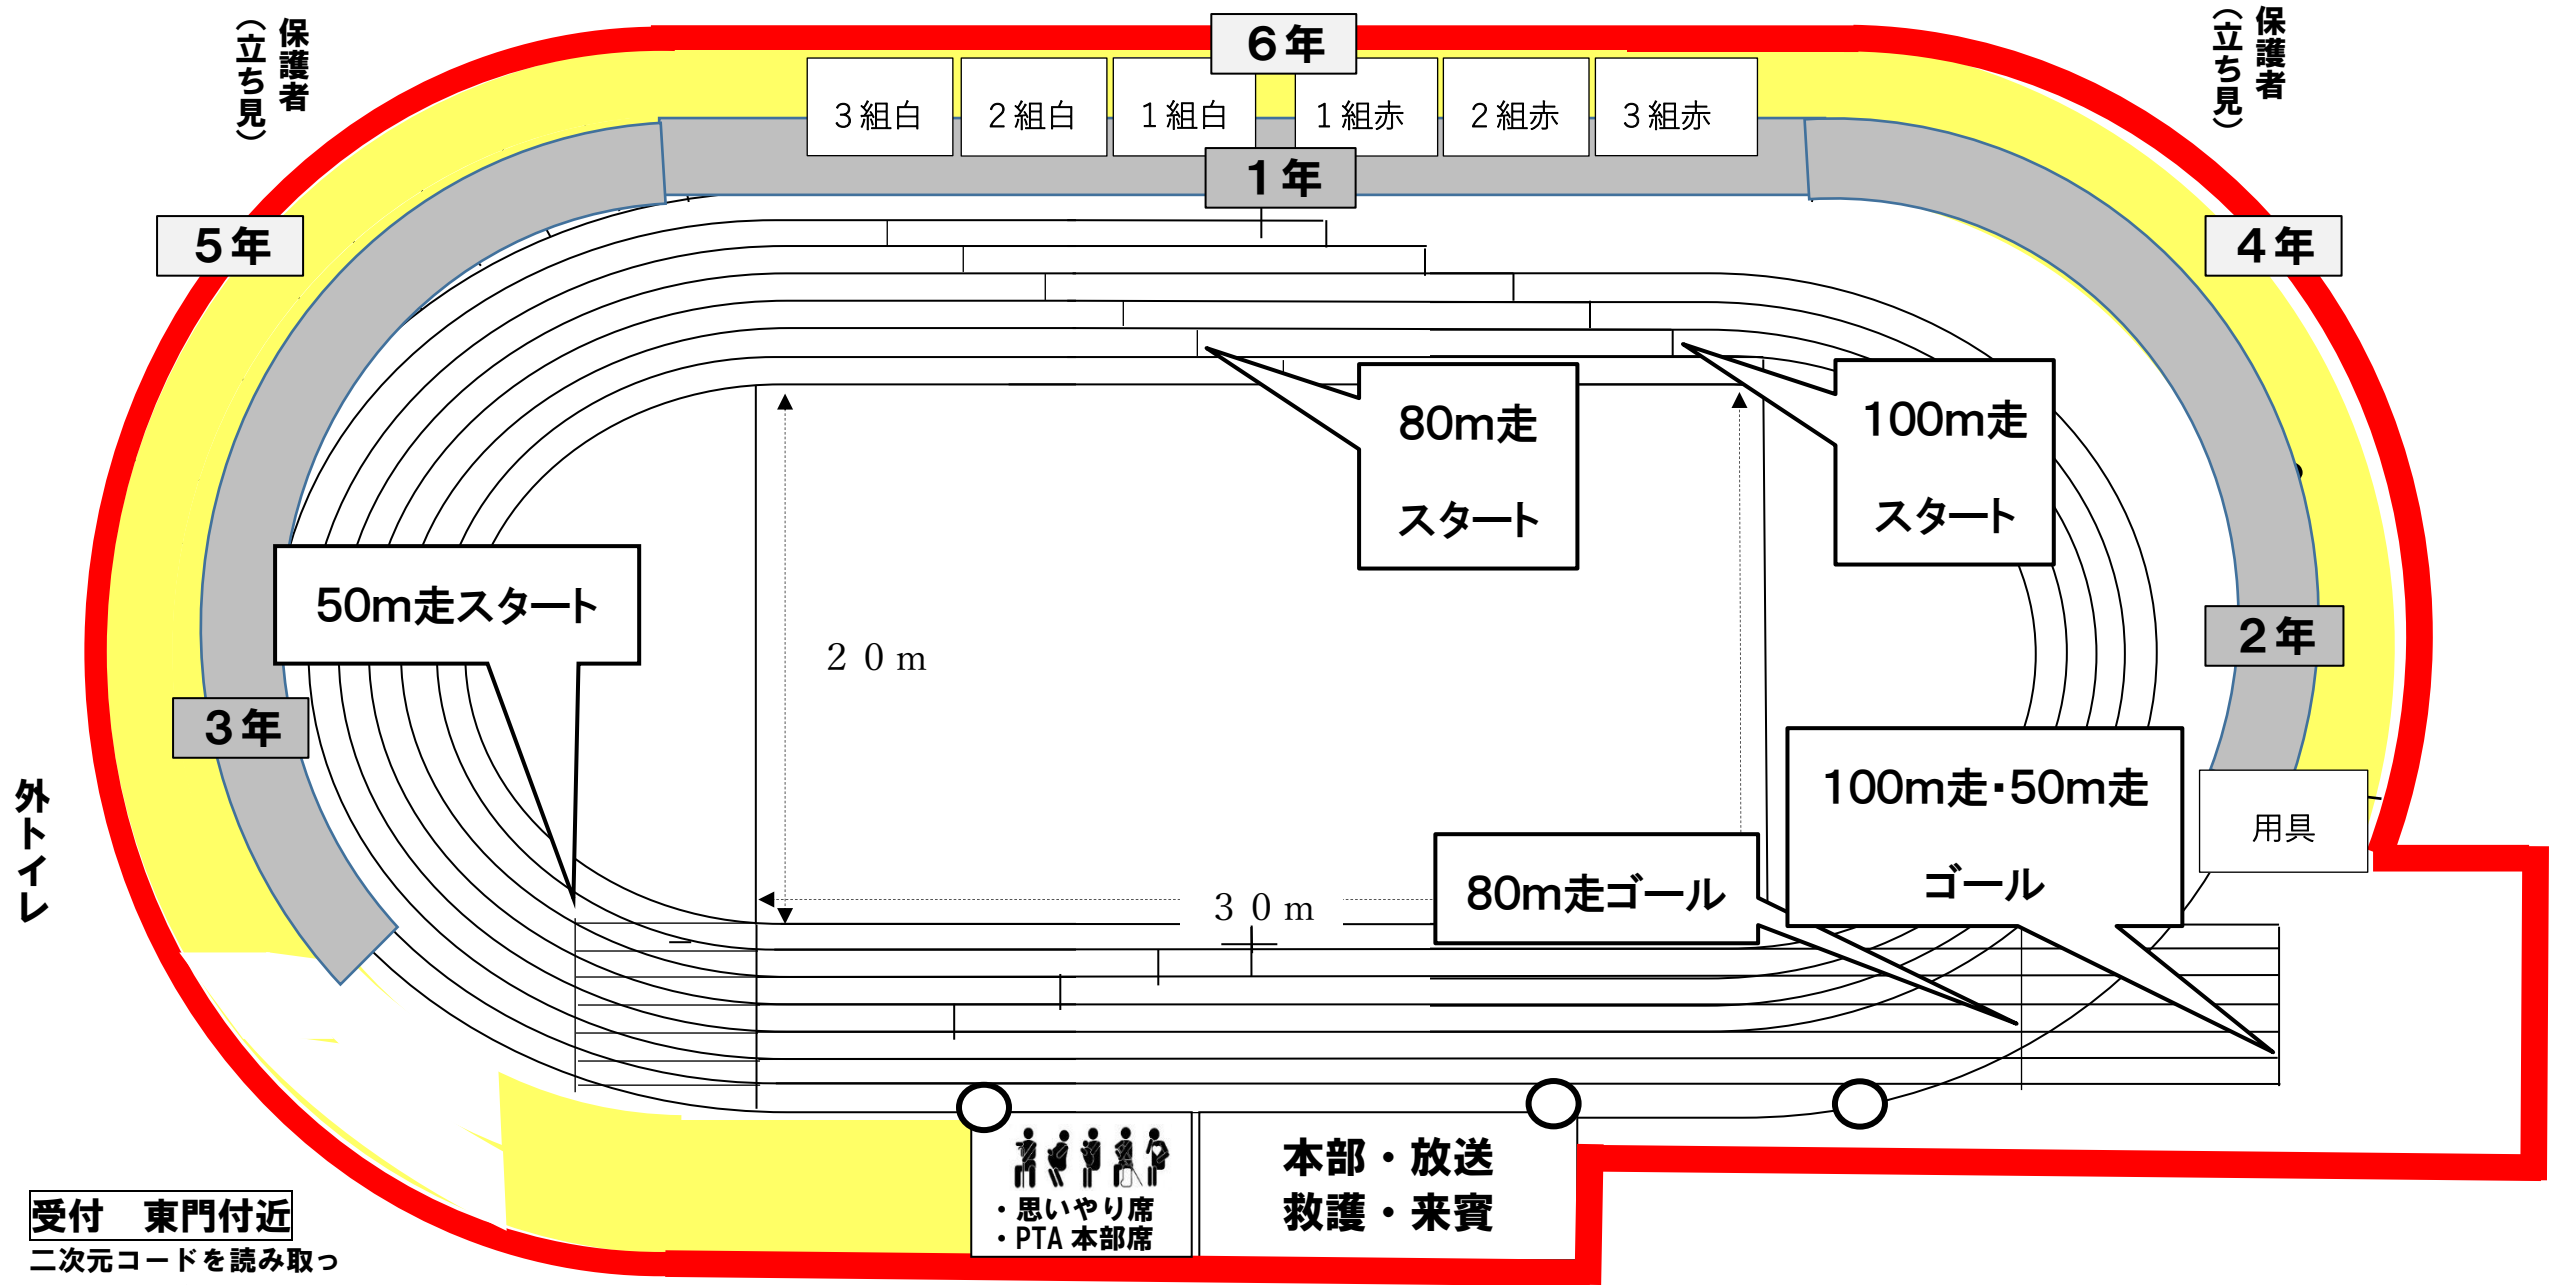 保護者
（立ち見）
6年
保護者
（立ち見）
3組白
2組白
1組白
1組赤
2組赤
3組赤
1年
5年
4年
80m走
スタート
100m走
スタート
50m走スタート
20m
2年
3年
100m走・50m走
ゴール
用具
外トイレ
80m走ゴール
30m
・思いやり席
・PTA本部席
本部・放送
救護・来賓
受付　東門付近
二次元コードを読み取っ